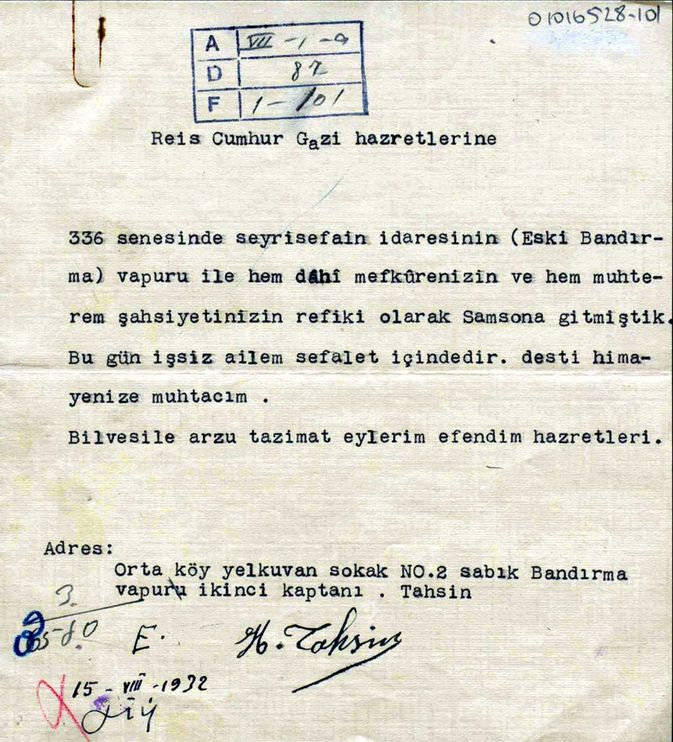 01016528-101
A VII-1-a
D 87
F 1-101
Reis Cumhur Gazi hazretlerine
336 senesinde seyrisefain idaresinin (Eski Bandır-
ma) vapuru ile hem dâhî mefkûrenizin ve hem muhte-
rem şahsiyetinizin refiki olarak Samsona gitmiştik.
Bu gün işsiz ailem sefalet içindedir. desti hima-
yenize muhtacım .
Bilvesile arzu tazimat eylerim efendim hazretleri.
Adres:
Orta köy yelkuvan sokak NO.2 sabık Bandırma
vapuru ikinci kaptanı . Tahsin
3.
E. H. Tahsin
15-VIII-1932